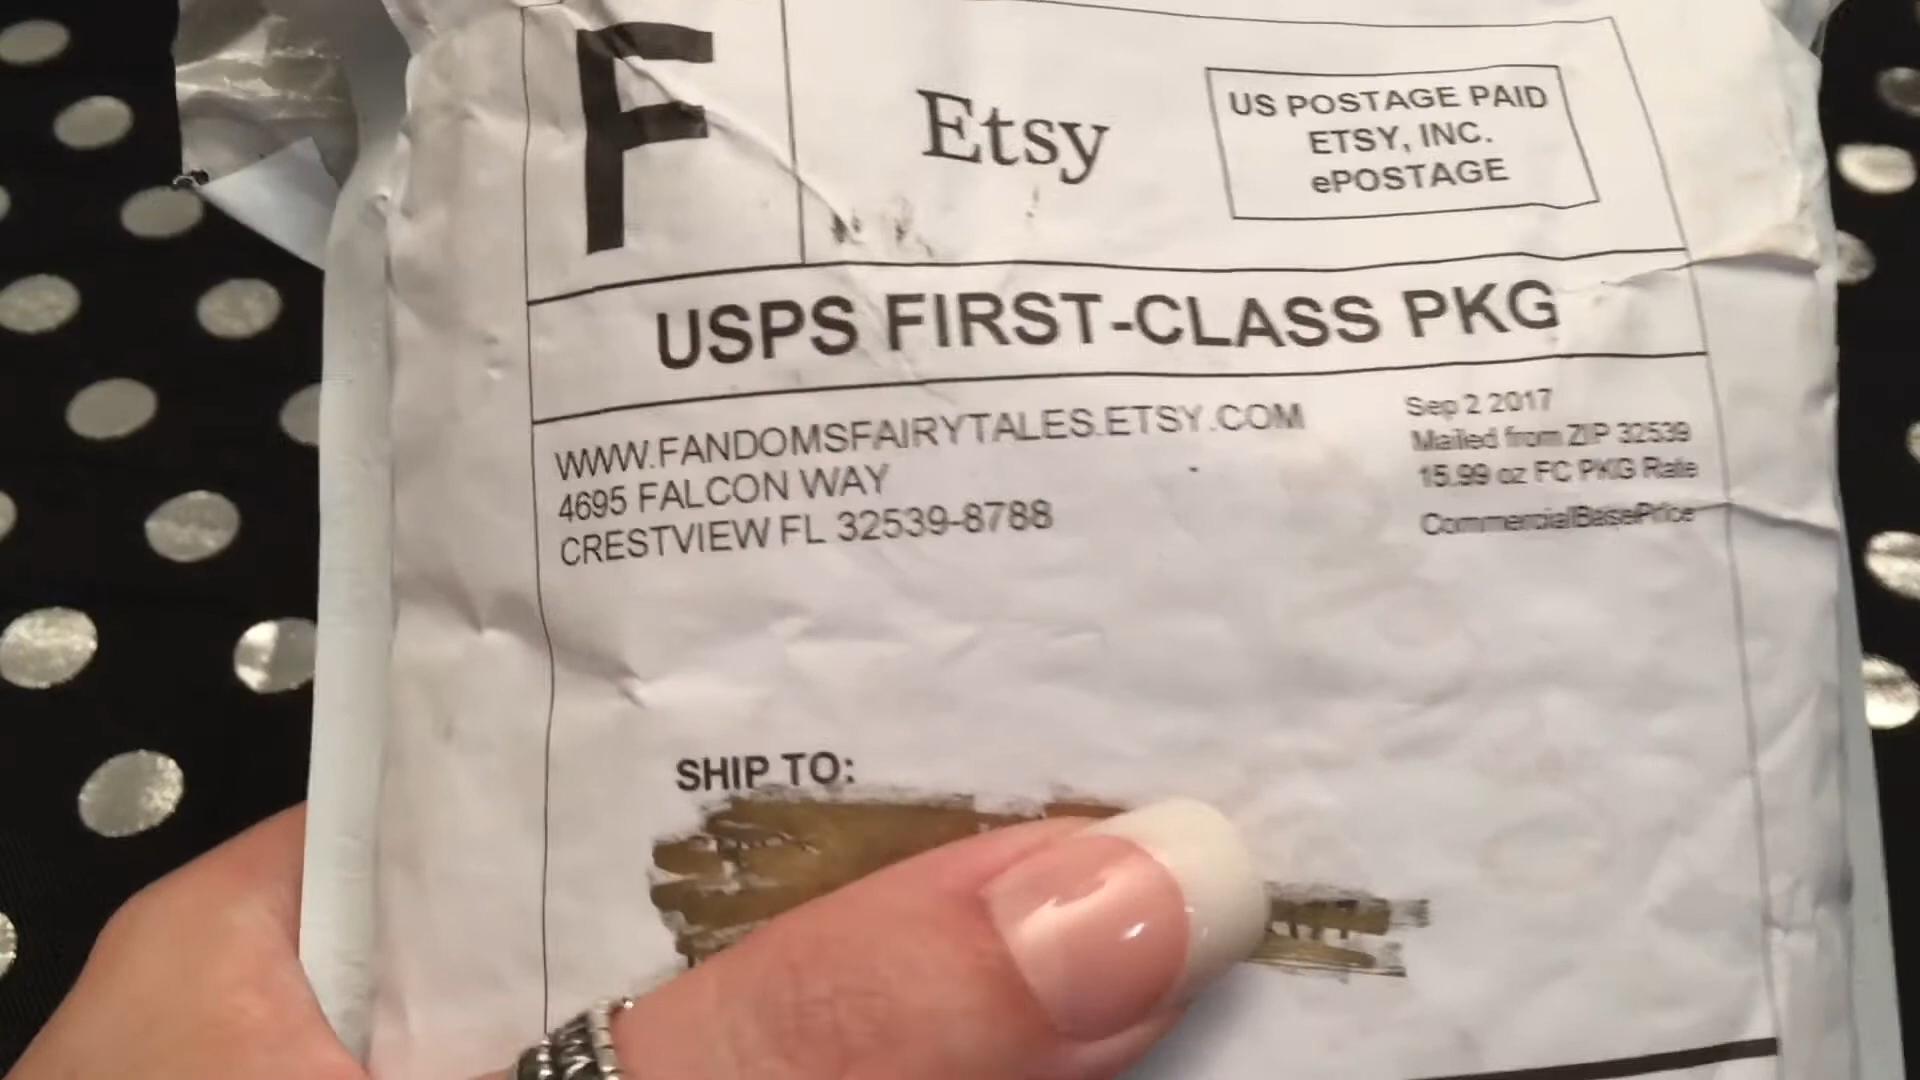 F
Etsy
US POSTAGE PAID
ETSY, INC.
ePOSTAGE
USPS FIRST-CLASS PKG
WWW.FANDOMSFAIRYTALES.ETSY.COM
4695 FALCON WAY
CRESTVIEW FL 32539-8788
Sep 2 2017
Mailed from ZIP 32539
15.99 oz FC PKG Rate
CommercialBasePrice
SHIP TO: